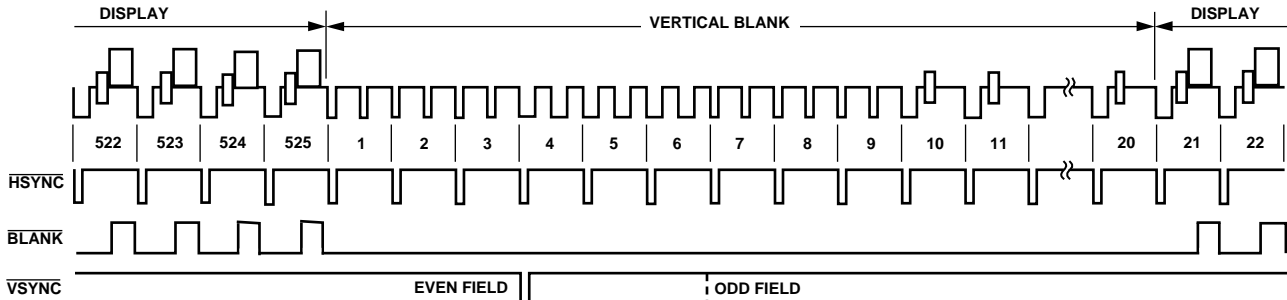 DISPLAY VERTICAL BLANK DISPLAY
522 523 524 525 1 2 3 4 5 6 7 8 9 10 11 20 21 22
HSYNC
BLANK
VSYNC EVEN FIELD ODD FIELD